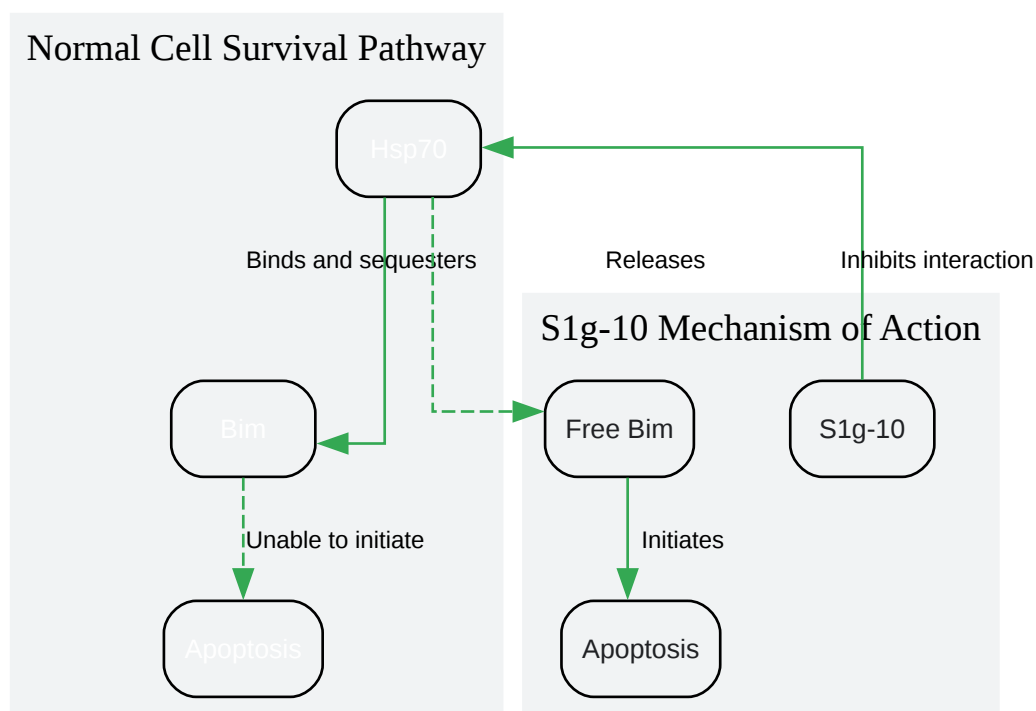 Normal Cell Survival Pathway
Hsp70
Binds and sequesters
Releases
Inhibits interaction
S1g-10 Mechanism of Action
Bim
Free Bim
S1g-10
Unable to initiate
Initiates
Apoptosis
Apoptosis